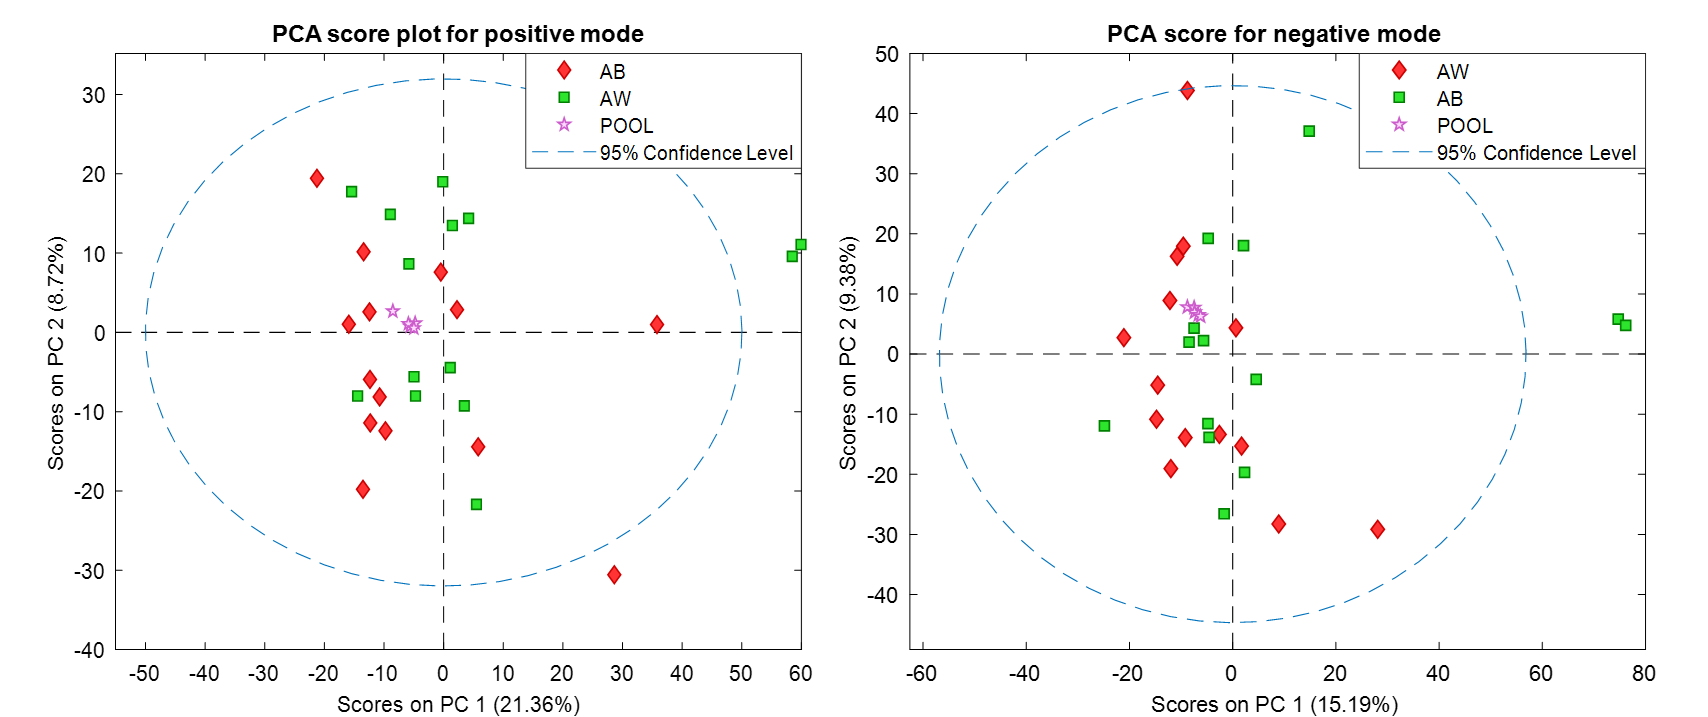 PCA score plot for positive mode
AB
AW
POOL
95% Confidence Level
30
20
10
0
-10
-20
-30
-40
Scores on PC 2 (8.72%)
-50 -40 -30 -20 -10 0 10 20 30 40 50 60
Scores on PC 1 (21.36%)
PCA score for negative mode
AW
AB
POOL
95% Confidence Level
50
40
30
20
10
0
-10
-20
-30
-40
Scores on PC 2 (9.38%)
-60 -40 -20 0 20 40 60 80
Scores on PC 1 (15.19%)